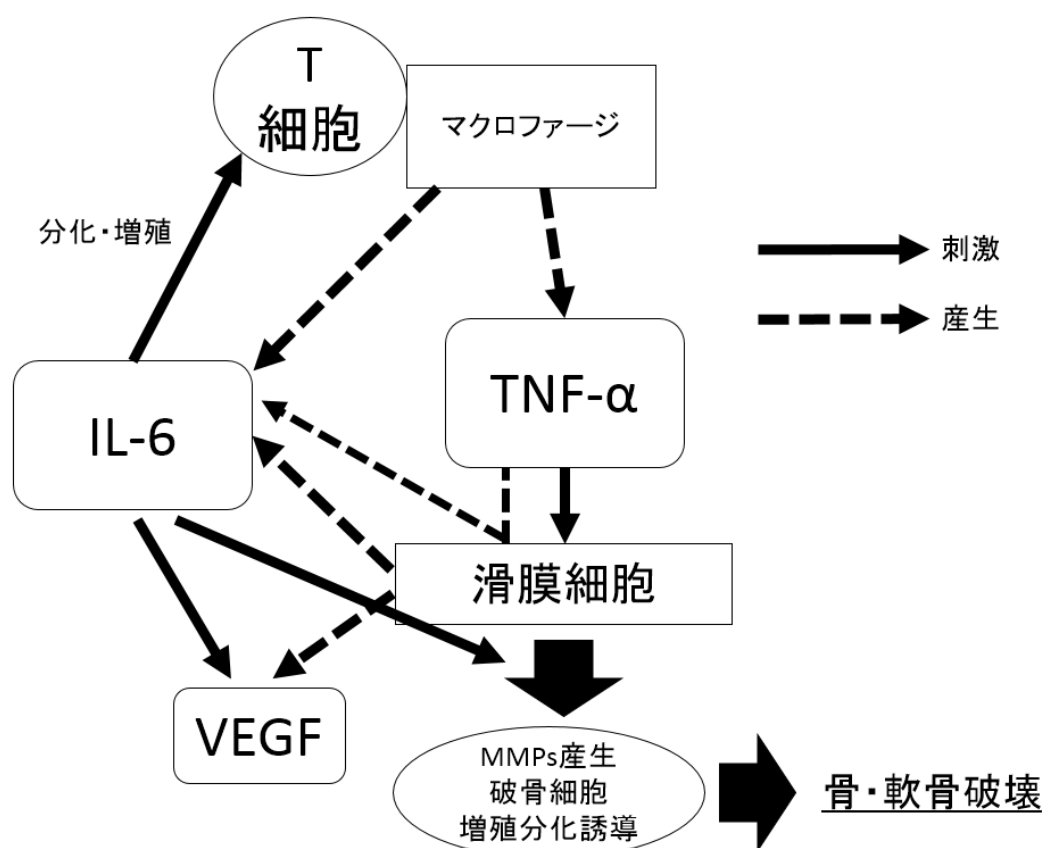 T
細胞
マクロファージ
分化・増殖
刺激
産生
TNF-α
IL-6
滑膜細胞
VEGF
MMPs産生
破骨細胞
増殖分化誘導
骨・軟骨破壊